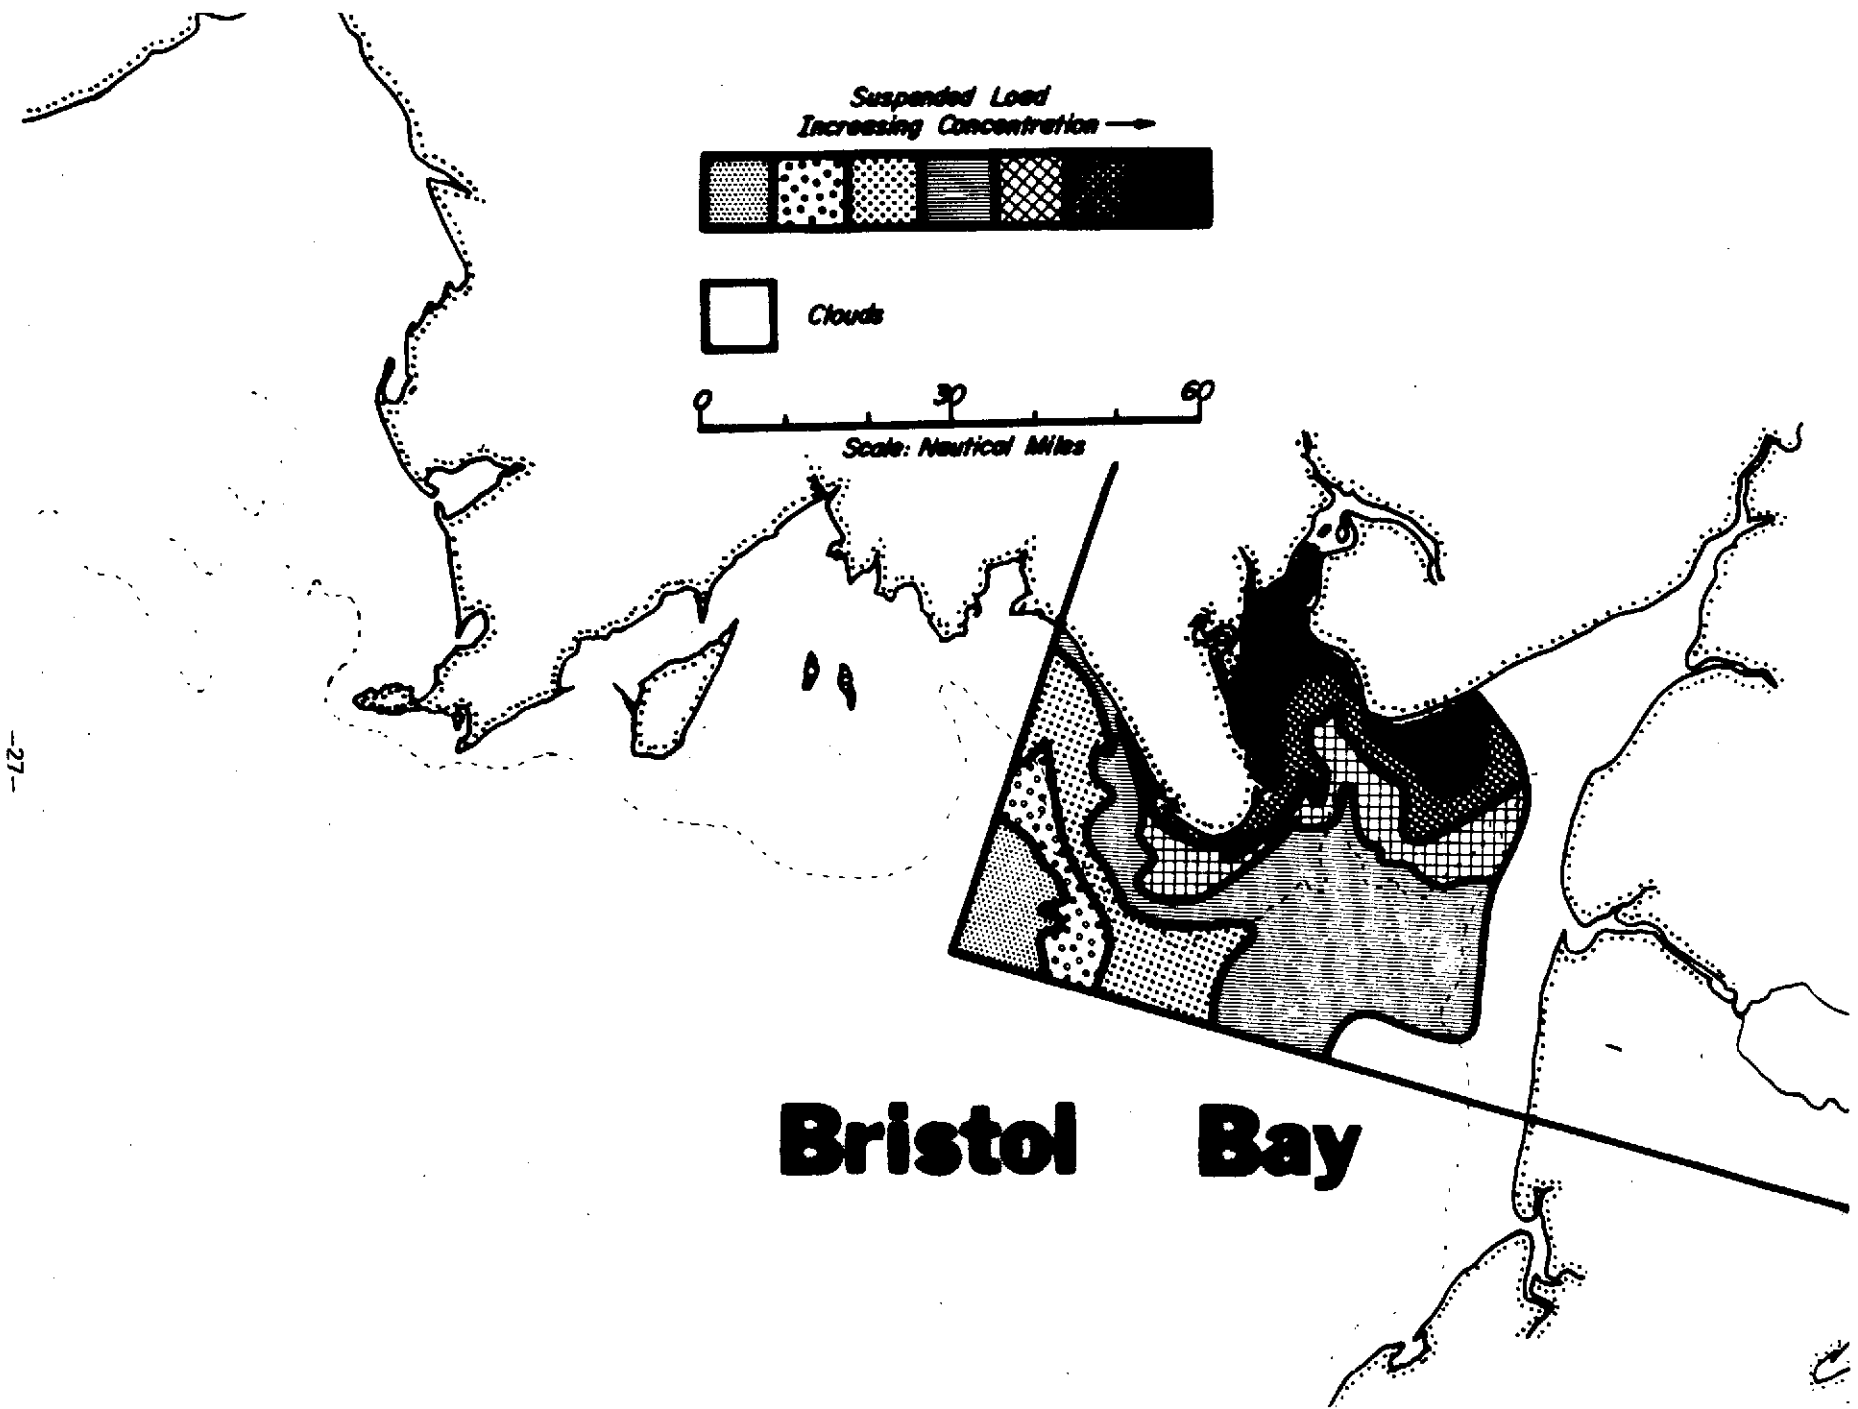 Suspended Load
Increasing Concentration
Clouds
0 30 60
Scale: Nautical Miles
-27-
Bristol Bay